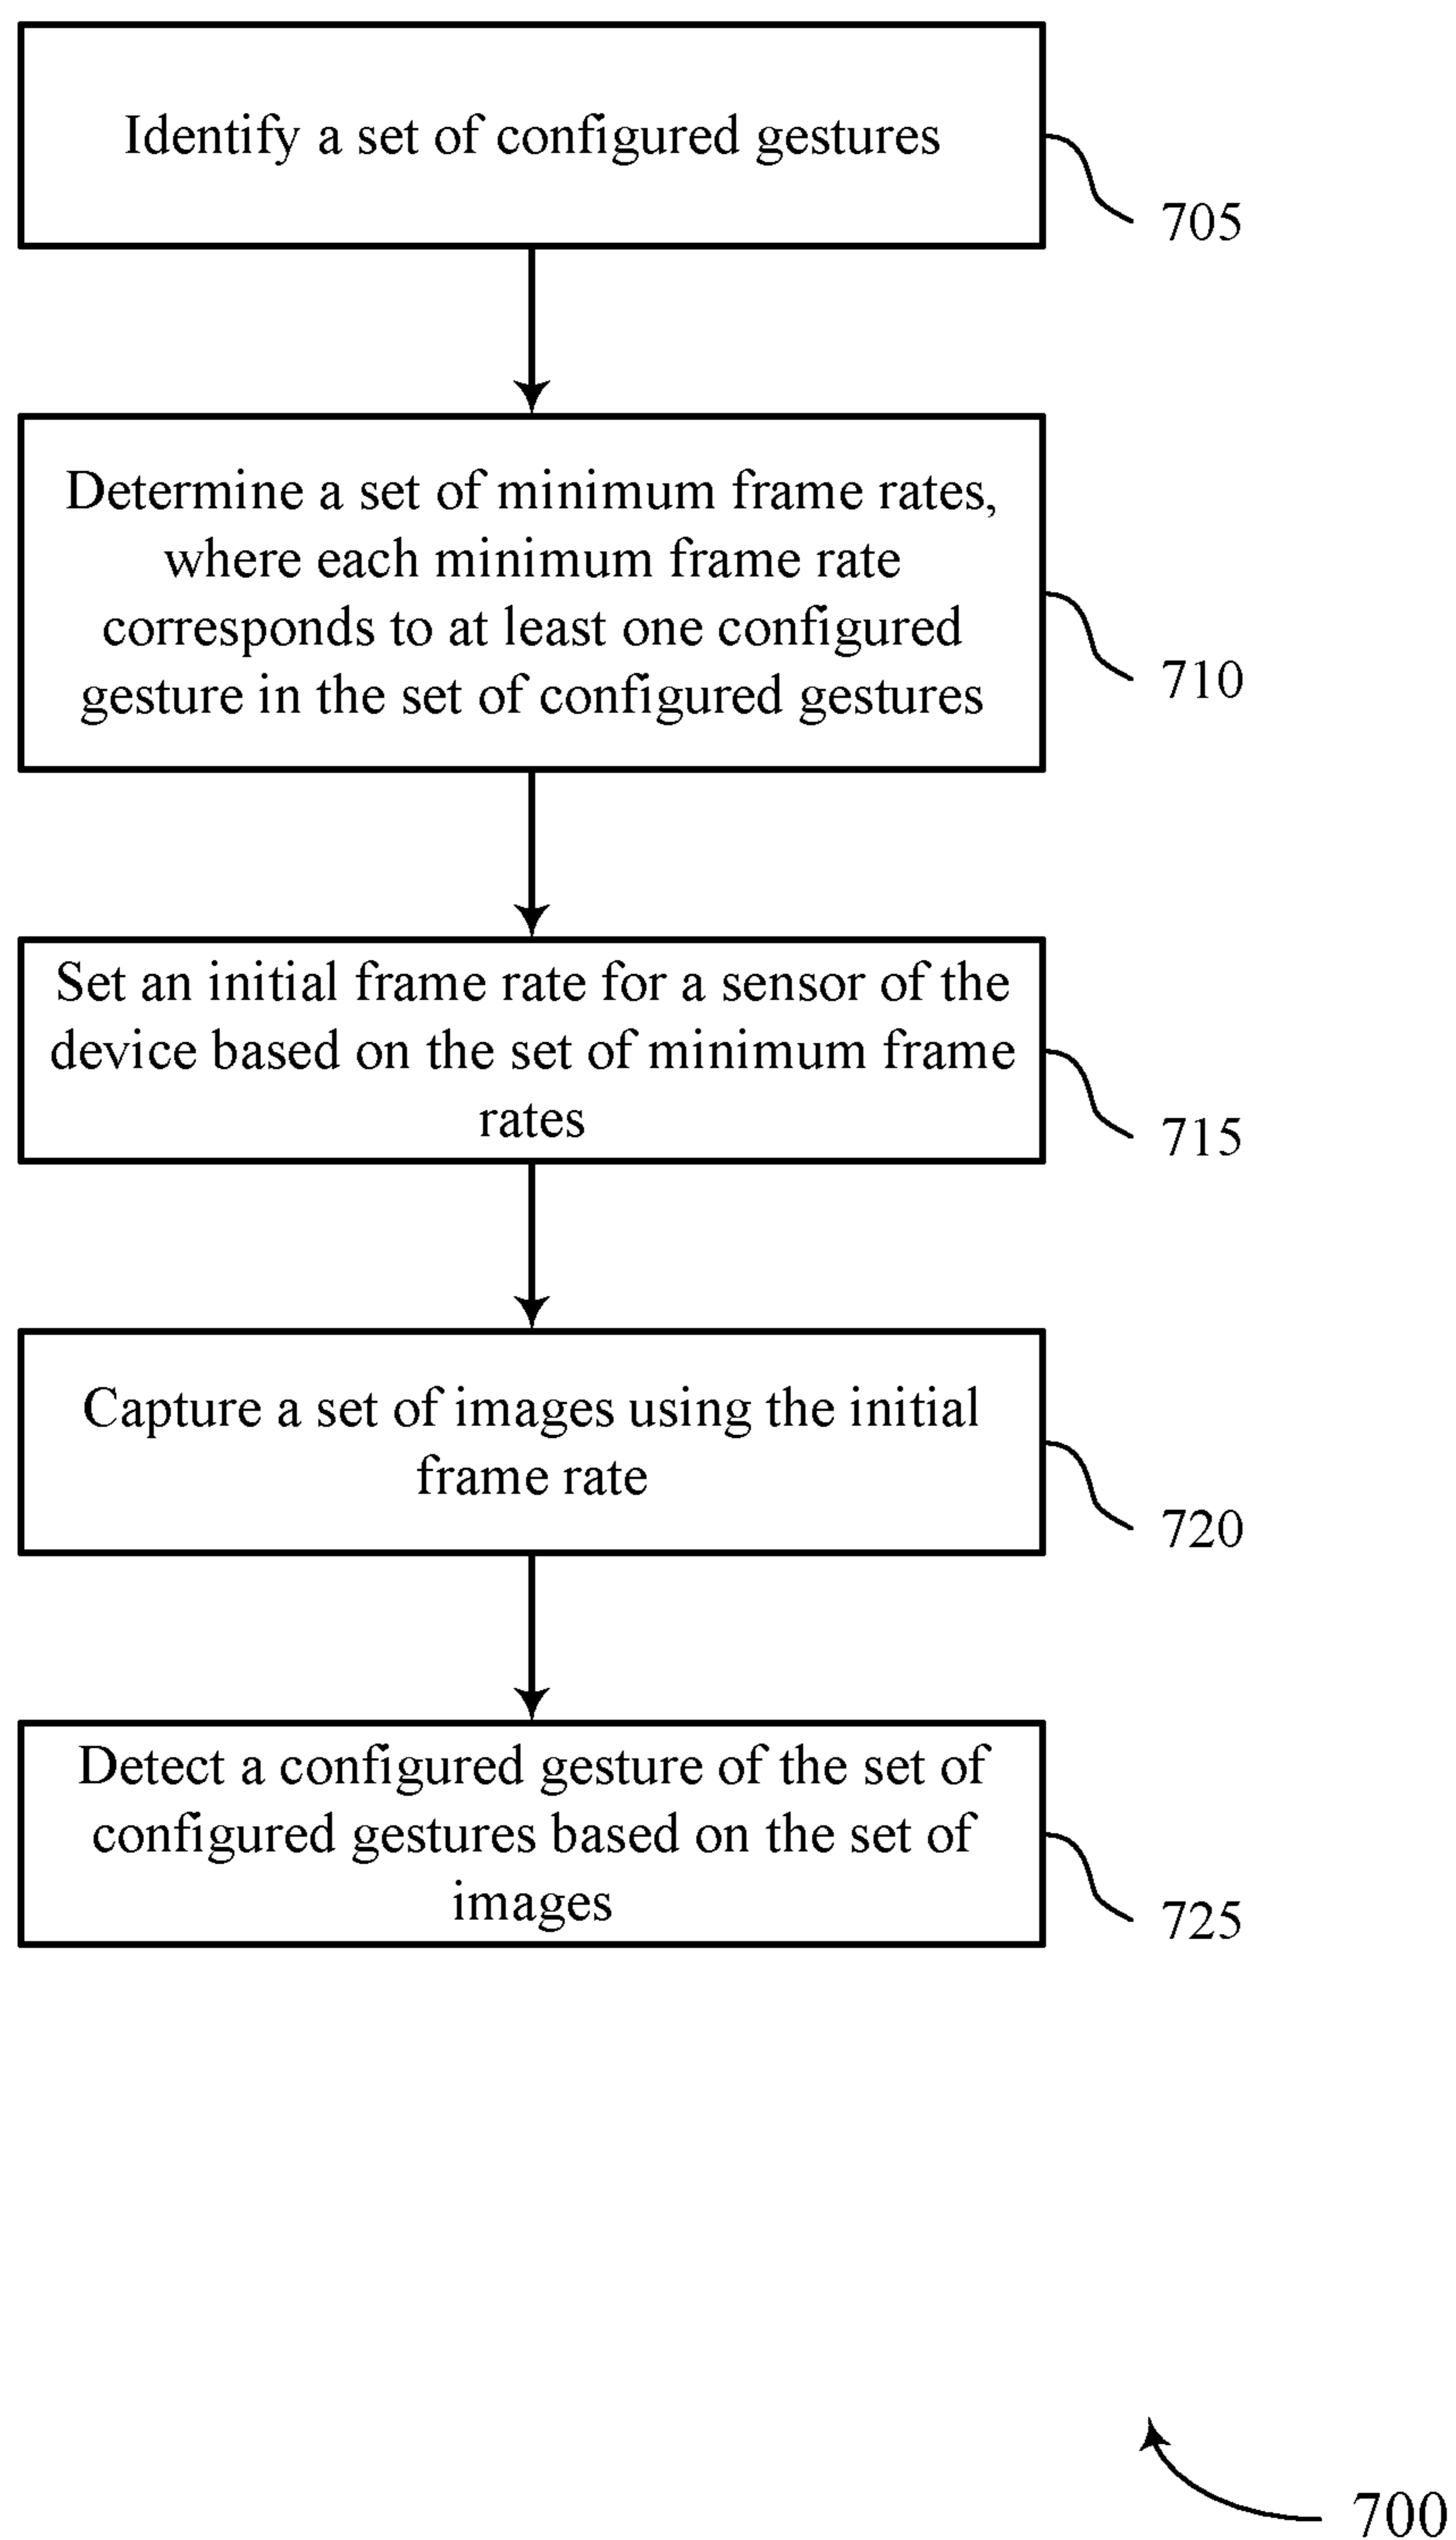 Identify a set of configured gestures
705
Determine a set of minimum frame rates,
where each minimum frame rate
corresponds to at least one configured
gesture in the set of configured gestures
710
Set an initial frame rate for a sensor of the
device based on the set of minimum frame
rates
715
Capture a set of images using the initial
frame rate
720
Detect a configured gesture of the set of
configured gestures based on the set of
images
725
700